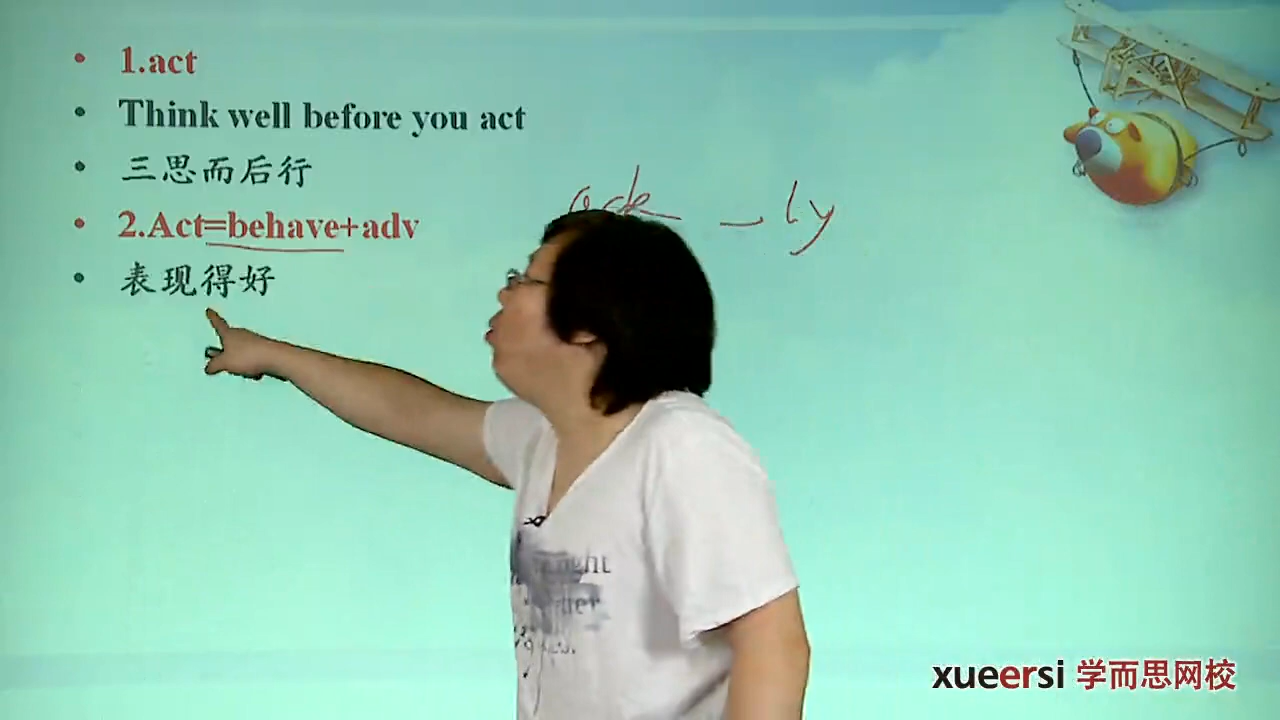 1.act
Think well before you act
三思而后行
2.Act=behave+adv
表现得好
_ly
xueersi 学而思网校